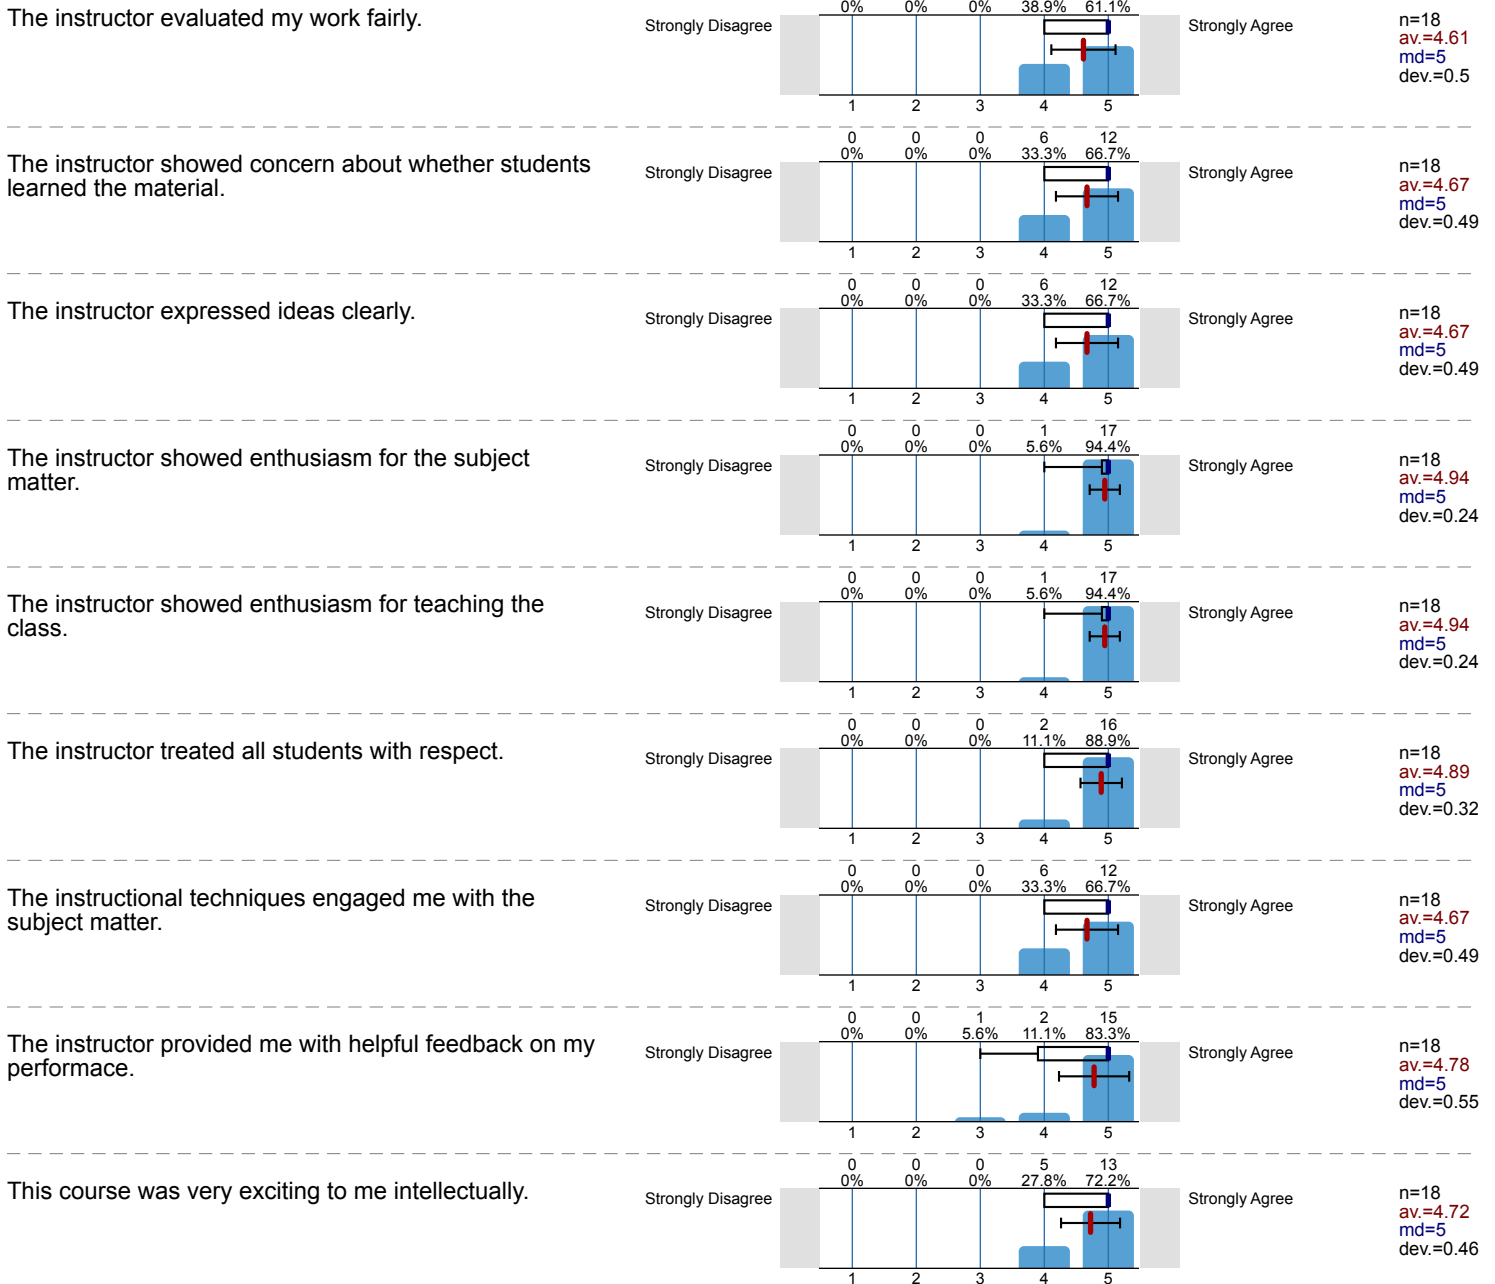 0% 0% 0% 38.9% 61.1%
The instructor evaluated my work fairly.
Strongly Disagree
Strongly Agree
n=18
av.=4.61
md=5
dev.=0.5
1 2 3 4 5
0 0 0 6 12
0% 0% 0% 33.3% 66.7%
The instructor showed concern about whether students
learned the material.
Strongly Disagree
Strongly Agree
n=18
av.=4.67
md=5
dev.=0.49
1 2 3 4 5
0 0 0 6 12
0% 0% 0% 33.3% 66.7%
The instructor expressed ideas clearly.
Strongly Disagree
Strongly Agree
n=18
av.=4.67
md=5
dev.=0.49
1 2 3 4 5
0 0 0 1 17
0% 0% 0% 5.6% 94.4%
The instructor showed enthusiasm for the subject
matter.
Strongly Disagree
Strongly Agree
n=18
av.=4.94
md=5
dev.=0.24
1 2 3 4 5
0 0 0 1 17
0% 0% 0% 5.6% 94.4%
The instructor showed enthusiasm for teaching the
class.
Strongly Disagree
Strongly Agree
n=18
av.=4.94
md=5
dev.=0.24
1 2 3 4 5
0 0 0 2 16
0% 0% 0% 11.1% 88.9%
The instructor treated all students with respect.
Strongly Disagree
Strongly Agree
n=18
av.=4.89
md=5
dev.=0.32
1 2 3 4 5
0 0 0 6 12
0% 0% 0% 33.3% 66.7%
The instructional techniques engaged me with the
subject matter.
Strongly Disagree
Strongly Agree
n=18
av.=4.67
md=5
dev.=0.49
1 2 3 4 5
0 0 1 2 15
0% 0% 5.6% 11.1% 83.3%
The instructor provided me with helpful feedback on my
performace.
Strongly Disagree
Strongly Agree
n=18
av.=4.78
md=5
dev.=0.55
1 2 3 4 5
0 0 0 5 13
0% 0% 0% 27.8% 72.2%
This course was very exciting to me intellectually.
Strongly Disagree
Strongly Agree
n=18
av.=4.72
md=5
dev.=0.46
1 2 3 4 5